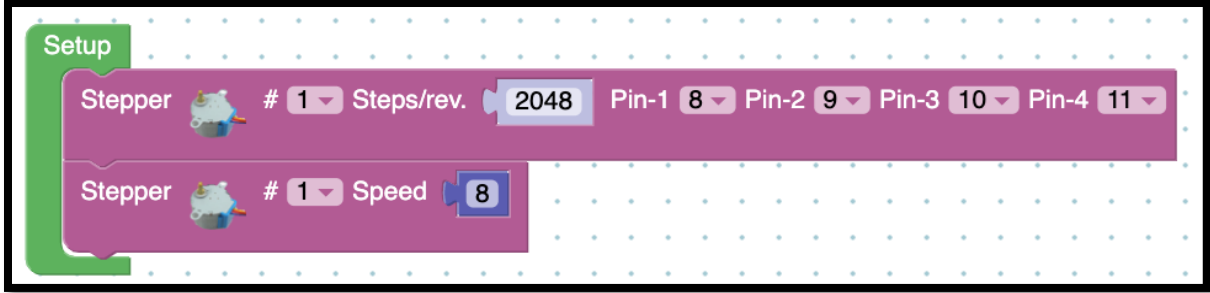 Setup
Stepper # 1 Steps/rev. 2048 Pin-1 8 Pin-2 9 Pin-3 10 Pin-4 11
Stepper # 1 Speed 8